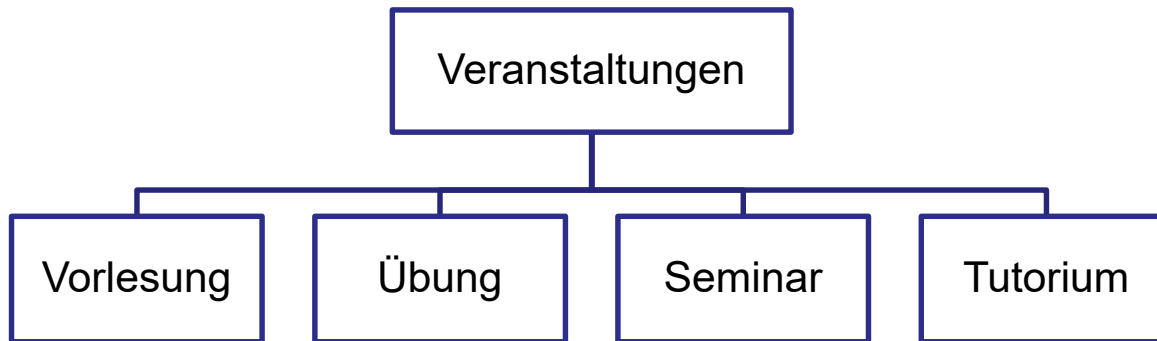 Veranstaltungen
Vorlesung
Übung
Seminar
Tutorium